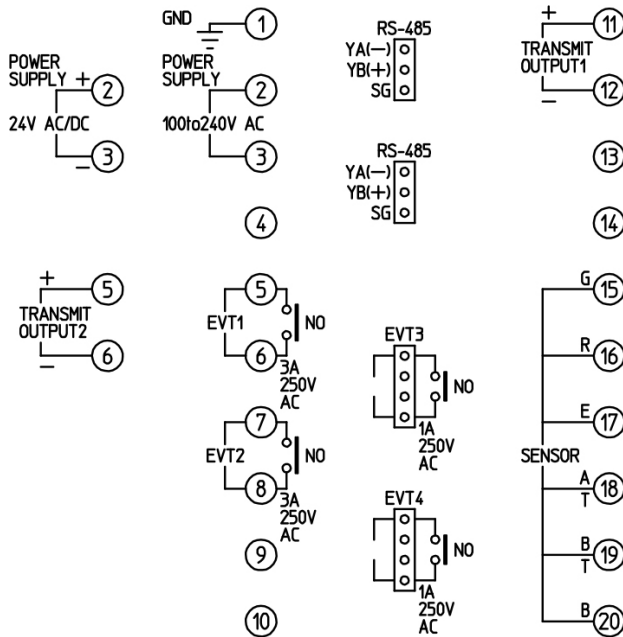 GND
1
RS-485
YA(—)
YB(+)
SG
+
11
TRANSMIT
OUTPUT1
—
12
POWER
SUPPLY
+
2
24V AC/DC
—
3
POWER
SUPPLY
2
100to240V AC
3
RS-485
YA(—)
YB(+)
SG
13
4
14
+
5
TRANSMIT
OUTPUT2
—
6
5
EVT1
NO
6
3A
250V
AC
7
EVT2
NO
8
3A
250V
AC
9
10
EVT3
NO
1A
250V
AC
EVT4
NO
1A
250V
AC
G
15
R
16
E
17
SENSOR
A
T
18
B
T
19
B
20